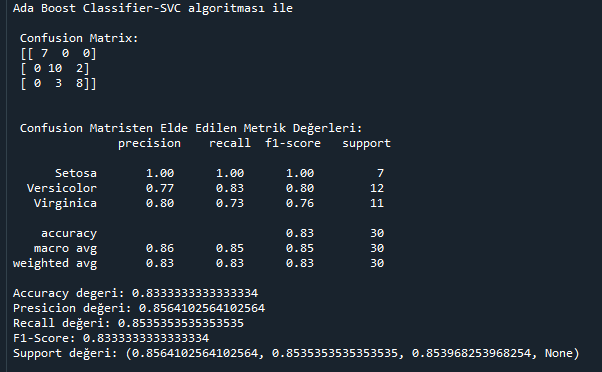 Ada Boost Classifier-SVC algoritması ile
Confusion Matrix:
[[ 7  0  0]
[ 0 10  2]
[ 0  3  8]]
Confusion Matristen Elde Edilen Metrik Değerleri:
precision recall f1-score support
Setosa 1.00 1.00 1.00 7
Versicolor 0.77 0.83 0.80 12
Virginica 0.80 0.73 0.76 11
accuracy 0.83 30
macro avg 0.86 0.85 0.85 30
weighted avg 0.83 0.83 0.83 30
Accuracy degeri: 0.8333333333333334
Presicion değeri: 0.8564102564102564
Recall değeri: 0.8535353535353535
F1-Score: 0.8333333333333334
Support değeri: (0.8564102564102564, 0.8535353535353535, 0.853968253968254, None)